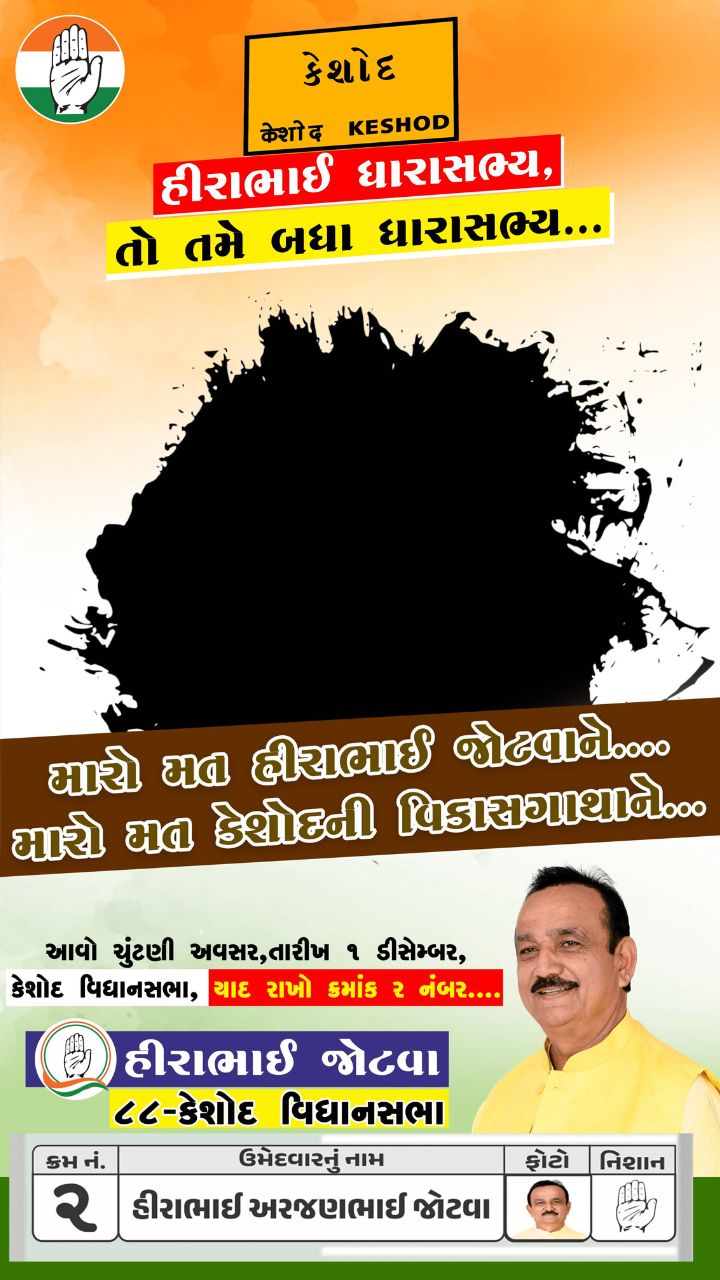 કેશોદ
केशोद KESHOD
હીરાભાઈ ધારાસભ્ય,
તો તમે બધા ધારાસભ્ય...
મારો મત હીરાભાઈ જોટવાને....
મારો મત કેશોદની વિકાસગાથાને...
આવો ચુંટણી અવસર,તારીખ ૧ ડીસેમ્બર,
કેશોદ વિધાનસભા, યાદ રાખો ક્રમાંક ૨ નંબર....
હીરાભાઈ જોટવા
૮૮-કેશોદ વિધાનસભા
ક્રમ નં. ઉમેદવારનું નામ ફોટો નિશાન
૨ હીરાભાઈ અરજણભાઈ જોટવા